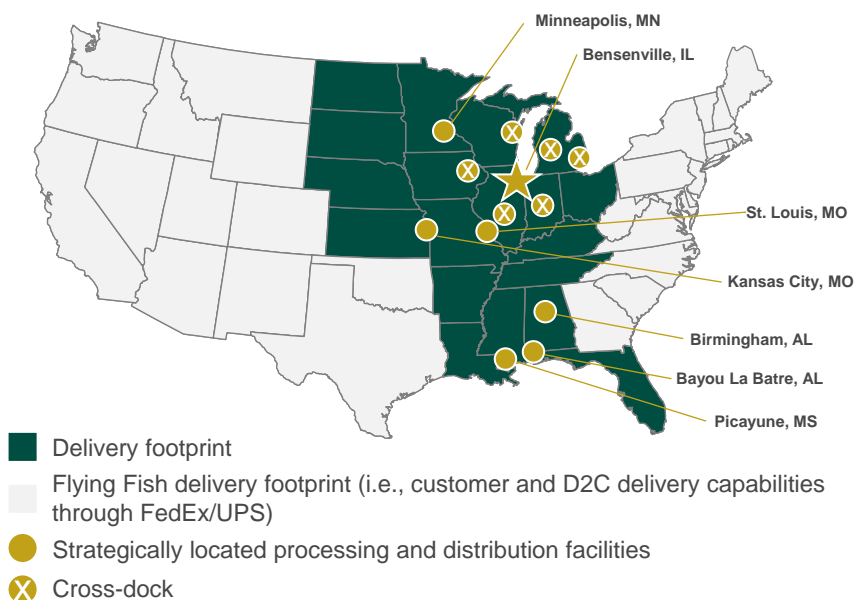 Minneapolis, MN
Bensenville, IL
St. Louis, MO
Kansas City, MO
Birmingham, AL
Bayou La Batre, AL
Picayune, MS
Delivery footprint
Flying Fish delivery footprint (i.e., customer and D2C delivery capabilities
through FedEx/UPS)
Strategically located processing and distribution facilities
X Cross-dock